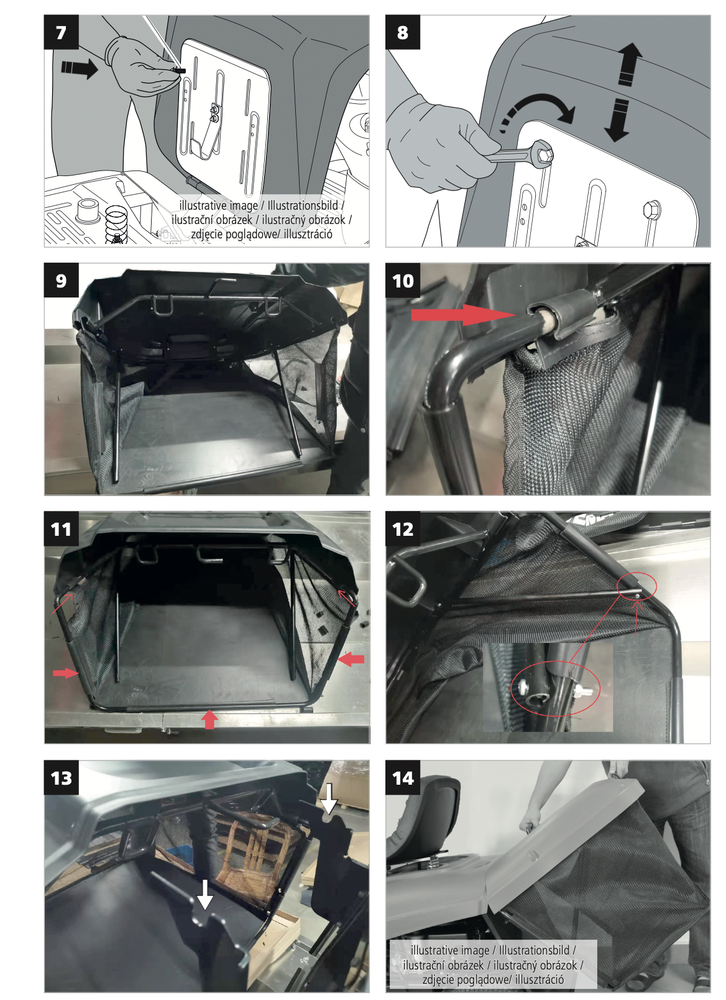 7
8
illustrative image / Illustrationsbild /
ilustrační obrázek / ilustračný obrázok /
zdjęcie poglądowe/ illusztráció
9
10
11
12
13
14
illustrative image / Illustrationsbild /
ilustrační obrázek / ilustračný obrázok /
zdjęcie poglądowe/ illusztráció